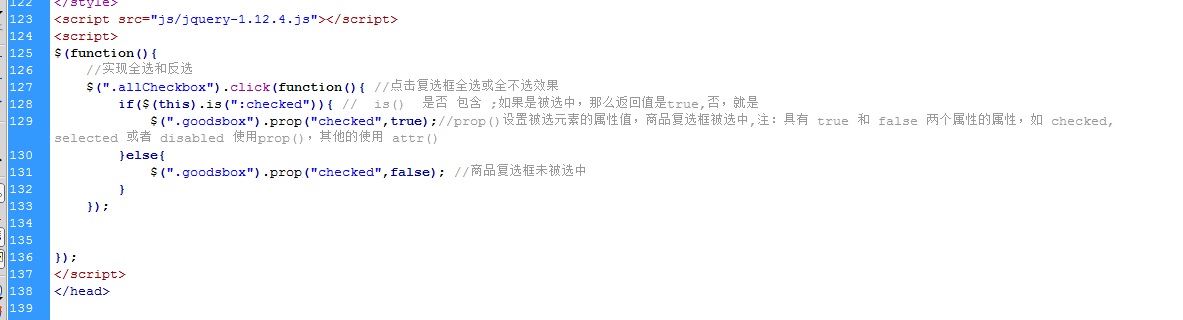 122 </style>
123 <script src="js/jquery-1.12.4.js"></script>
124 <script>
125 $(function(){
126 //实现全选和反选
127 $(".allCheckbox").click(function(){ //点击复选框全选或全不选效果
128 if($(this).is(":checked")){ // is() 是否 包含 ;如果是被选中，那么返回值是true,否，就是
129 $(".goodsbox").prop("checked",true);//prop()设置被选元素的属性值，商品复选框被选中,注：具有 true 和 false 两个属性的属性，如 checked,
selected 或者 disabled 使用prop()，其他的使用 attr()
130 }else{
131 $(".goodsbox").prop("checked",false); //商品复选框未被选中
132 }
133 });
134
135
136 });
137 </script>
138 </head>
139